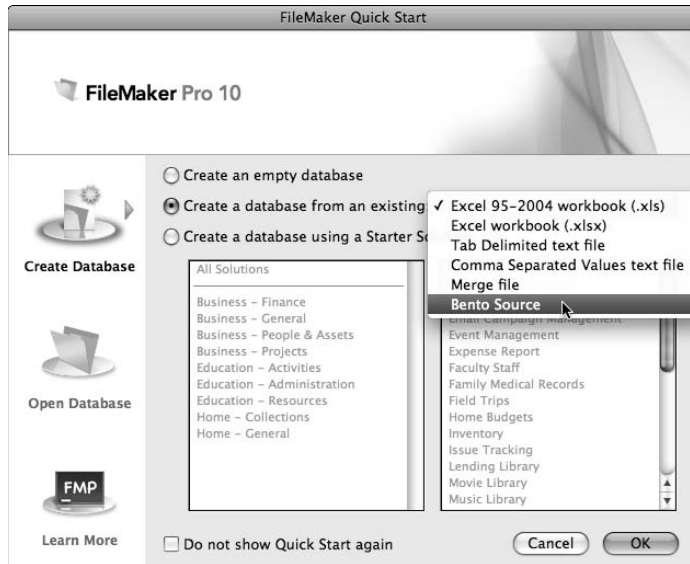 FileMaker Quick Start
FileMaker Pro 10
Create an empty database
Create a database from an existing:
Create a database using a Starter So
✓ Excel 95-2004 workbook (.xls)
Excel workbook (.xlsx)
Tab Delimited text file
Comma Separated Values text file
Merge file
Bento Source
Create Database
Open Database
FMP
Learn More
All Solutions
Business - Finance
Business - General
Business - People & Assets
Business - Projects
Education - Activities
Education - Administration
Education - Resources
Home - Collections
Home - General
Email Campaign Management
Event Management
Expense Report
Faculty Staff
Family Medical Records
Field Trips
Home Budgets
Inventory
Issue Tracking
Lending Library
Movie Library
Music Library
Do not show Quick Start again
Cancel
OK